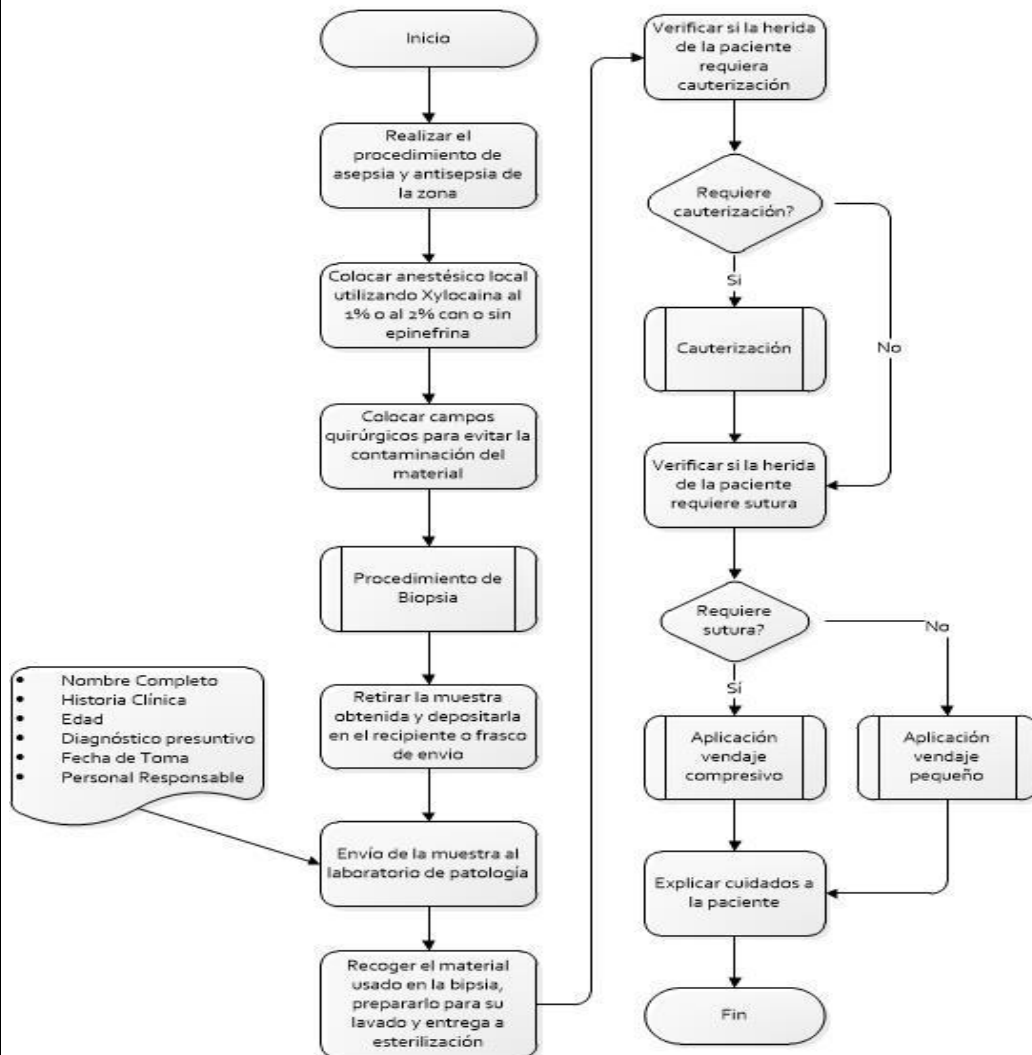 Inicio
Realizar el
procedimiento de
asepsia y antisepsia de
la zona
Colocar anestésico local
utilizando Xylocaina al
1% o al 2% con o sin
epinefrina
Colocar campos
quirúrgicos para evitar la
contaminación del
material
Procedimiento de
Biopsia
Retirar la muestra
obtenida y depositarla
en el recipiente o frasco
de envio
• Nombre Completo
• Historia Clínica
• Edad
• Diagnóstico presuntivo
• Fecha de Toma
• Personal Responsable
Envío de la muestra al
laboratorio de patología
Recoger el material
usado en la bipsia,
prepararlo para su
lavado y entrega a
esterilización
Verificar si la herida
de la paciente
requiera
cauterización
Requiere
cauterización?
Si
No
Cauterización
Verificar si la herida
de la paciente
requiere sutura
Requiere
sutura?
Sí
No
Aplicación
vendaje
compresivo
Aplicación
vendaje
pequeño
Explicar cuidados a
la paciente
Fin